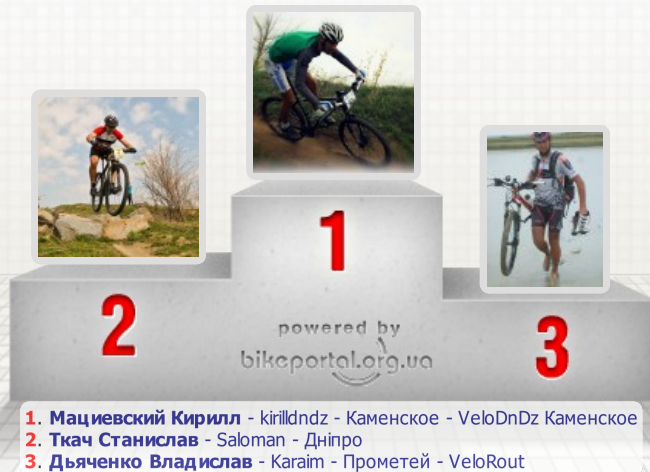 1
2
3
powered by
bikeportal.org.ua
1. Мациевский Кирилл - kirilldndz - Каменское - VeloDnDz Каменское
2. Ткач Станислав - Saloman - Дніпро
3. Дьяченко Владислав - Karaim - Прометей - VeloRout